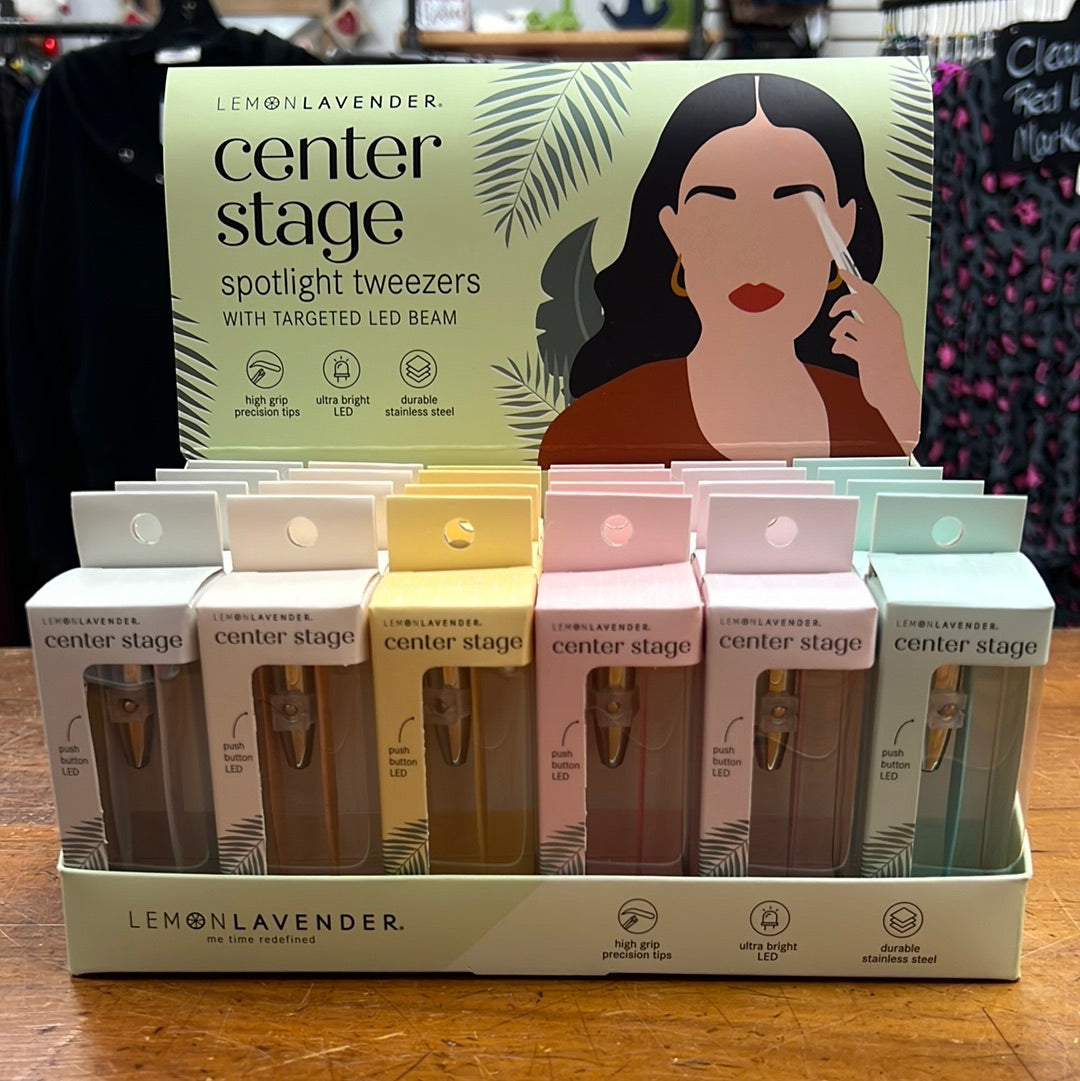 LEMONLAVENDER®
center
stage
spotlight tweezers
WITH TARGETED LED BEAM
high grip
precision tips
ultra bright
LED
durable
stainless steel
Red
LEMONLAVENDER.
center stage
push
button
LED
LEMONLAVENDER.
center stage
push
button
LED
LEMONLAVENDER.
center stage
push
button
LED
LEMONLAVENDER.
center stage
push
button
LED
LEMONLAVENDER.
center stage
push
button
LED
LEMONLAVENDER.
center stage
push
button
LED
LEMONLAVENDER®
me time redefined
high grip
precision tips
ultra bright
LED
durable
stainless steel